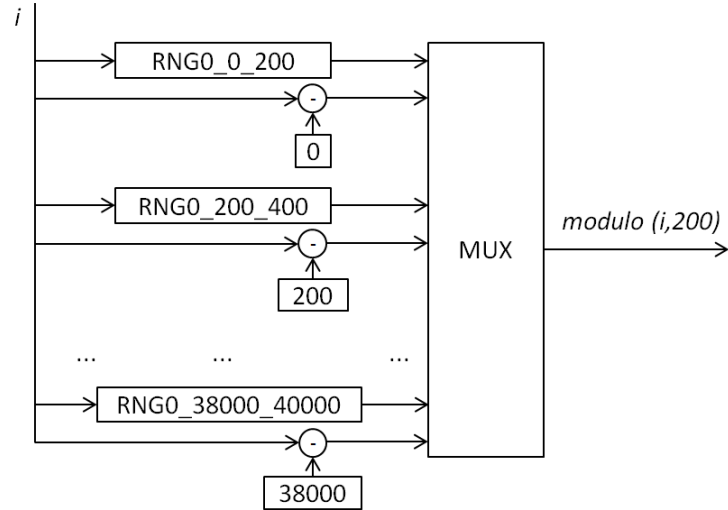 i
RNG0_0_200
-
0
RNG0_200_400
-
200
MUX
modulo (i,200)
... ... ...
RNG0_38000_40000
-
38000